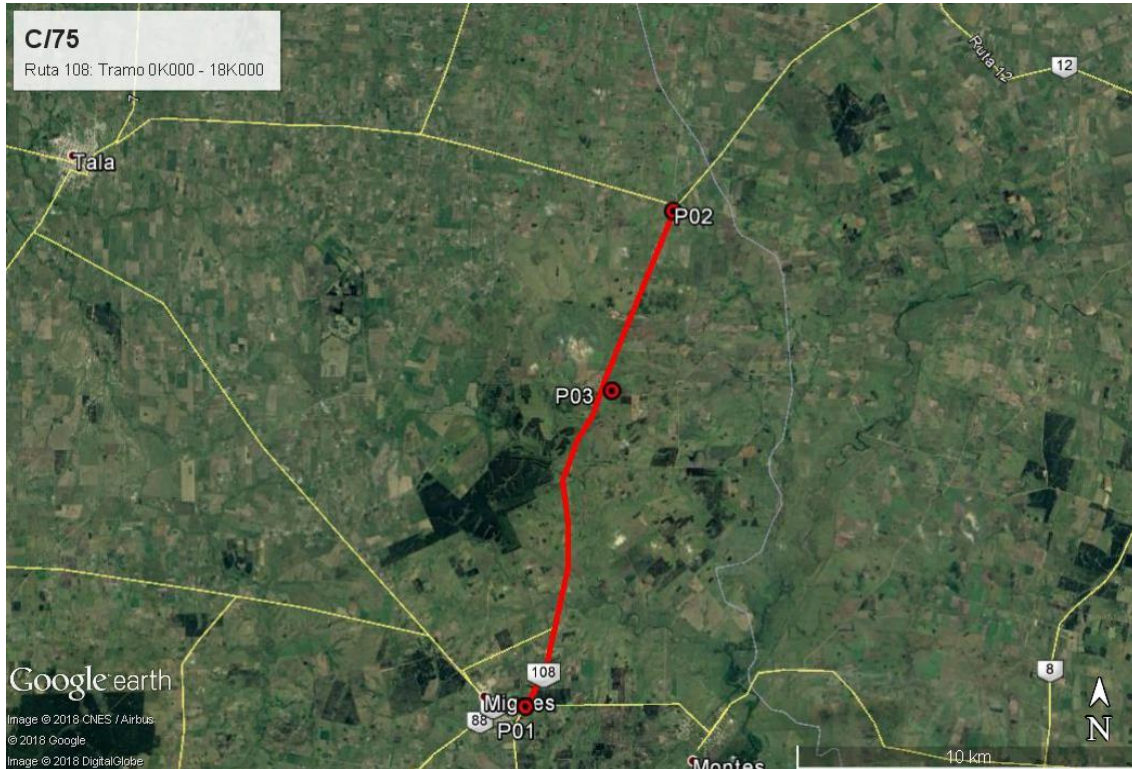 C/75
Ruta 108: Tramo 0K000 - 18K000
Ruta 12
12
7
Tala
P02
P03
108
8
Google earth
Migues
88
P01
Image © 2018 CNES / Airbus
© 2018 Google
Image © 2018 DigitalGlobe
Montes
10 km
N